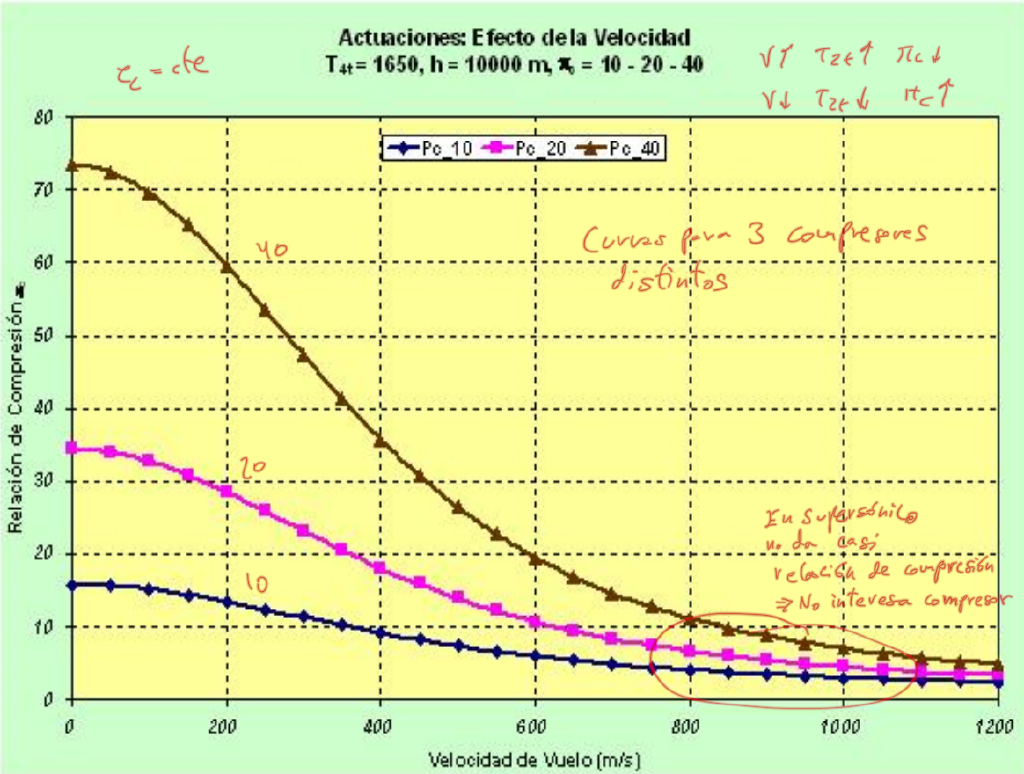 Actuaciones: Efecto de la Velocidad
T4t = 1650, h = 10000 m, πc = 10 - 20 - 40
τc = cte
V↑ T2t↑ πc↓
V↓ T2t↓ πc↑
Pc_10 Pc_20 Pc_40
Relación de Compresión πc
80
70
60
50
40
30
20
10
0
40
20
10
Curvas para 3 compresores
distintos
En supersónico
no da casi
relación de compresión
⇒ No interesa compresor
0 200 400 600 800 1000 1200
Velocidad de Vuelo (m/s)